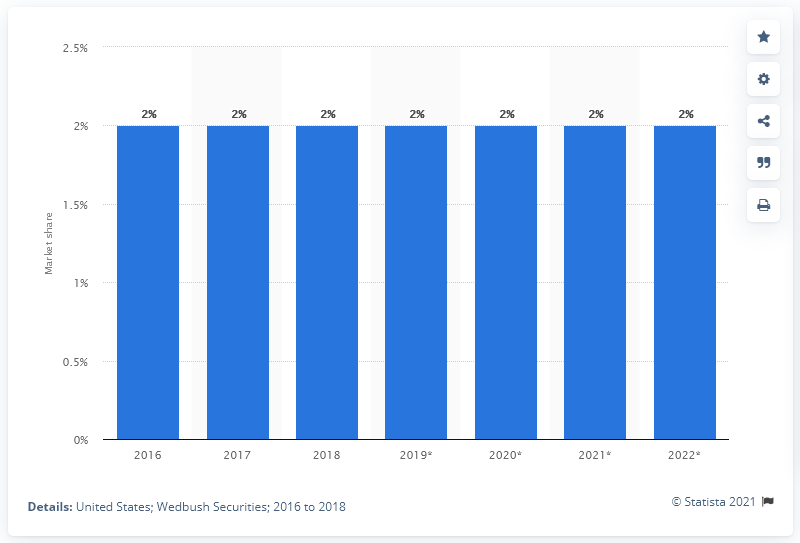 2.5%
2%
1.5%
1%
0.5%
0%
Market share
2% 2% 2% 2% 2% 2% 2%
2016 2017 2018 2019* 2020* 2021* 2022*
Details: United States; Wedbush Securities; 2016 to 2018
© Statista 2021